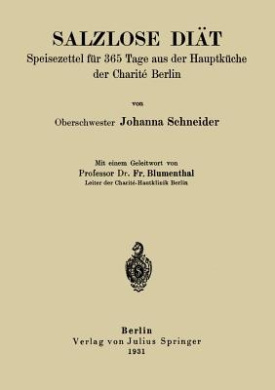 SALZLOSE DIÄT
Speisezettel für 365 Tage aus der Hauptküche
der Charité Berlin
von
Oberschwester Johanna Schneider
Mit einem Geleitwort von
Professor Dr. Fr. Blumenthal
Leiter der Charité-Hautklinik Berlin
Berlin
Verlag von Julius Springer
1931